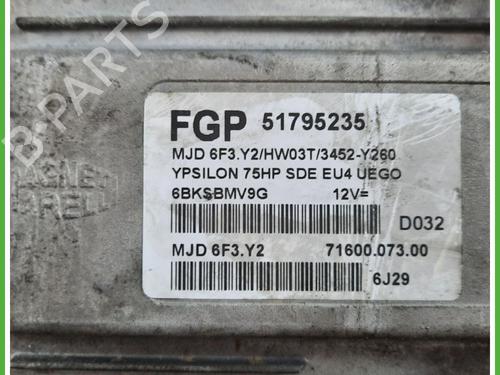 B-PARTS
FGP 51795235
MJD 6F3.Y2/HW03T/3452-Y260
YPSILON 75HP SDE EU4 UEGO
6BKSBMV9G 12V=
D032
MJD 6F3.Y2 71600.073.00
6J29